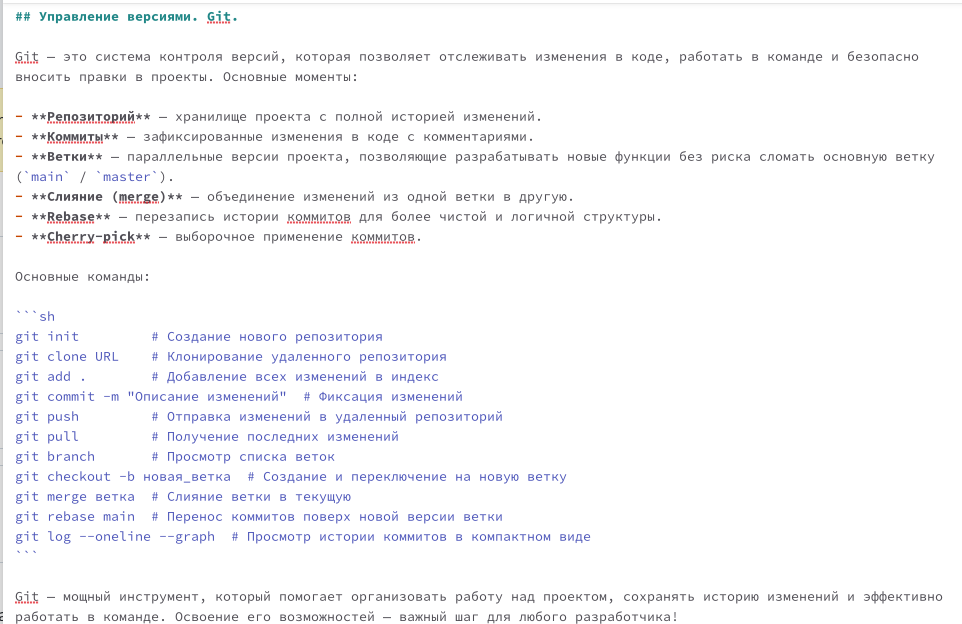 ## Управление версиями. Git.
Git — это система контроля версий, которая позволяет отслеживать изменения в коде, работать в команде и безопасно
вносить правки в проекты. Основные моменты:
- **Репозиторий** — хранилище проекта с полной историей изменений.
- **Коммиты** — зафиксированные изменения в коде с комментариями.
- **Ветки** — параллельные версии проекта, позволяющие разрабатывать новые функции без риска сломать основную ветку
(`main` / `master`).
- **Слияние (merge)** — объединение изменений из одной ветки в другую.
- **Rebase** — перезапись истории коммитов для более чистой и логичной структуры.
- **Cherry-pick** — выборочное применение коммитов.
Основные команды:
```sh
git init         # Создание нового репозитория
git clone URL    # Клонирование удаленного репозитория
git add .        # Добавление всех изменений в индекс
git commit -m "Описание изменений"  # Фиксация изменений
git push         # Отправка изменений в удаленный репозиторий
git pull         # Получение последних изменений
git branch       # Просмотр списка веток
git checkout -b новая_ветка  # Создание и переключение на новую ветку
git merge ветка  # Слияние ветки в текущую
git rebase main  # Перенос коммитов поверх новой версии ветки
git log --oneline --graph  # Просмотр истории коммитов в компактном виде
```
Git — мощный инструмент, который помогает организовать работу над проектом, сохранять историю изменений и эффективно
работать в команде. Освоение его возможностей — важный шаг для любого разработчика!